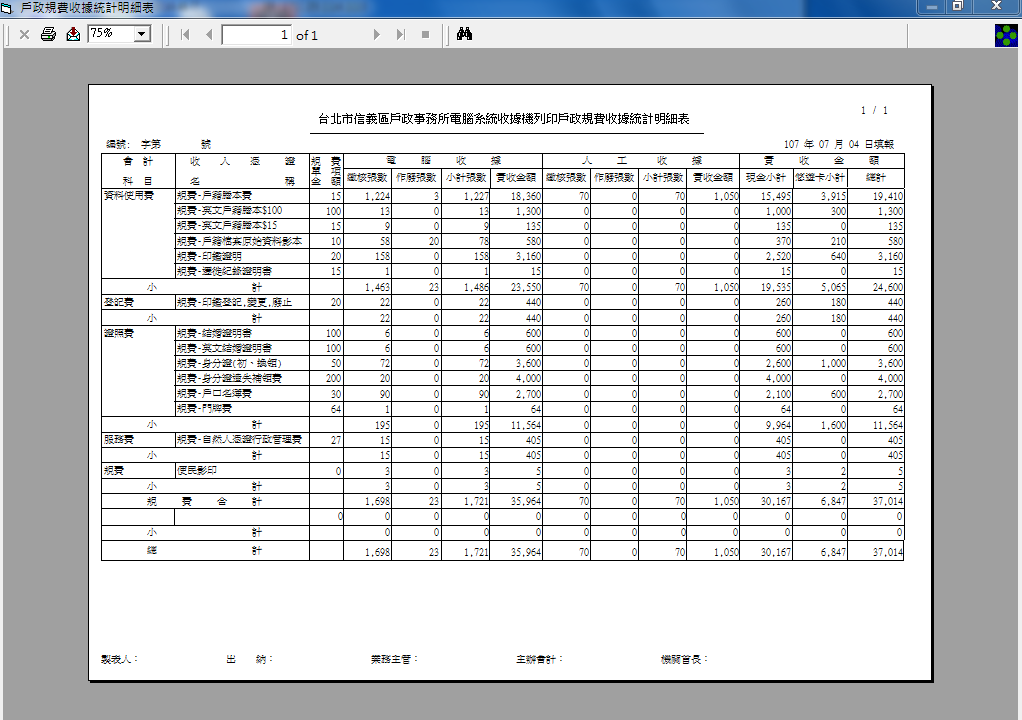 戶政規費收據統計明細表
75% 1 of 1
1 / 1
台北市信義區戶政事務所電腦系統收據機列印戶政規費收據統計明細表
編號: 字第 號 107 年 07 月 04 日填報
會計科目 收入憑證名稱 規單金 費項額 電腦收據 人工收據 實收金額
繳核張數 作廢張數 小計張數 實收金額 繳核張數 作廢張數 小計張數 實收金額 現金小計 悠遊卡小計 總計
資料使用費 規費-戶籍謄本費 15 1,224 3 1,227 18,360 70 0 70 1,050 15,495 3,915 19,410
規費-英文戶籍謄本$100 100 13 0 13 1,300 0 0 0 0 1,000 300 1,300
規費-英文戶籍謄本$15 15 9 0 9 135 0 0 0 0 135 0 135
規費-戶籍檔案原始資料影本 10 58 20 78 580 0 0 0 0 370 210 580
規費-印鑑證明 20 158 0 158 3,160 0 0 0 0 2,520 640 3,160
規費-遷徙紀錄證明書 15 1 0 1 15 0 0 0 0 15 0 15
小計 1,463 23 1,486 23,550 70 0 70 1,050 19,535 5,065 24,600
登記費 規費-印鑑登記,變更,廢止 20 22 0 22 440 0 0 0 0 260 180 440
小計 22 0 22 440 0 0 0 0 260 180 440
證照費 規費-結婚證明書 100 6 0 6 600 0 0 0 0 600 0 600
規費-英文結婚證明書 100 6 0 6 600 0 0 0 0 600 0 600
規費-身分證(初、換領) 50 72 0 72 3,600 0 0 0 0 2,600 1,000 3,600
規費-身分證遺失補領費 200 20 0 20 4,000 0 0 0 0 4,000 0 4,000
規費-戶口名簿費 30 90 0 90 2,700 0 0 0 0 2,100 600 2,700
規費-門牌費 64 1 0 1 64 0 0 0 0 64 0 64
小計 195 0 195 11,564 0 0 0 0 9,964 1,600 11,564
服務費 規費-自然人憑證行政管理費 27 15 0 15 405 0 0 0 0 405 0 405
小計 15 0 15 405 0 0 0 0 405 0 405
規費 便民影印 0 3 0 3 5 0 0 0 0 3 2 5
小計 3 0 3 5 0 0 0 0 3 2 5
規費合計 1,698 23 1,721 35,964 70 0 70 1,050 30,167 6,847 37,014
0 0 0 0 0 0 0 0 0 0 0 0
小計 0 0 0 0 0 0 0 0 0 0 0
總計 1,698 23 1,721 35,964 70 0 70 1,050 30,167 6,847 37,014
製表人: 出納: 業務主管: 主辦會計: 機關首長: